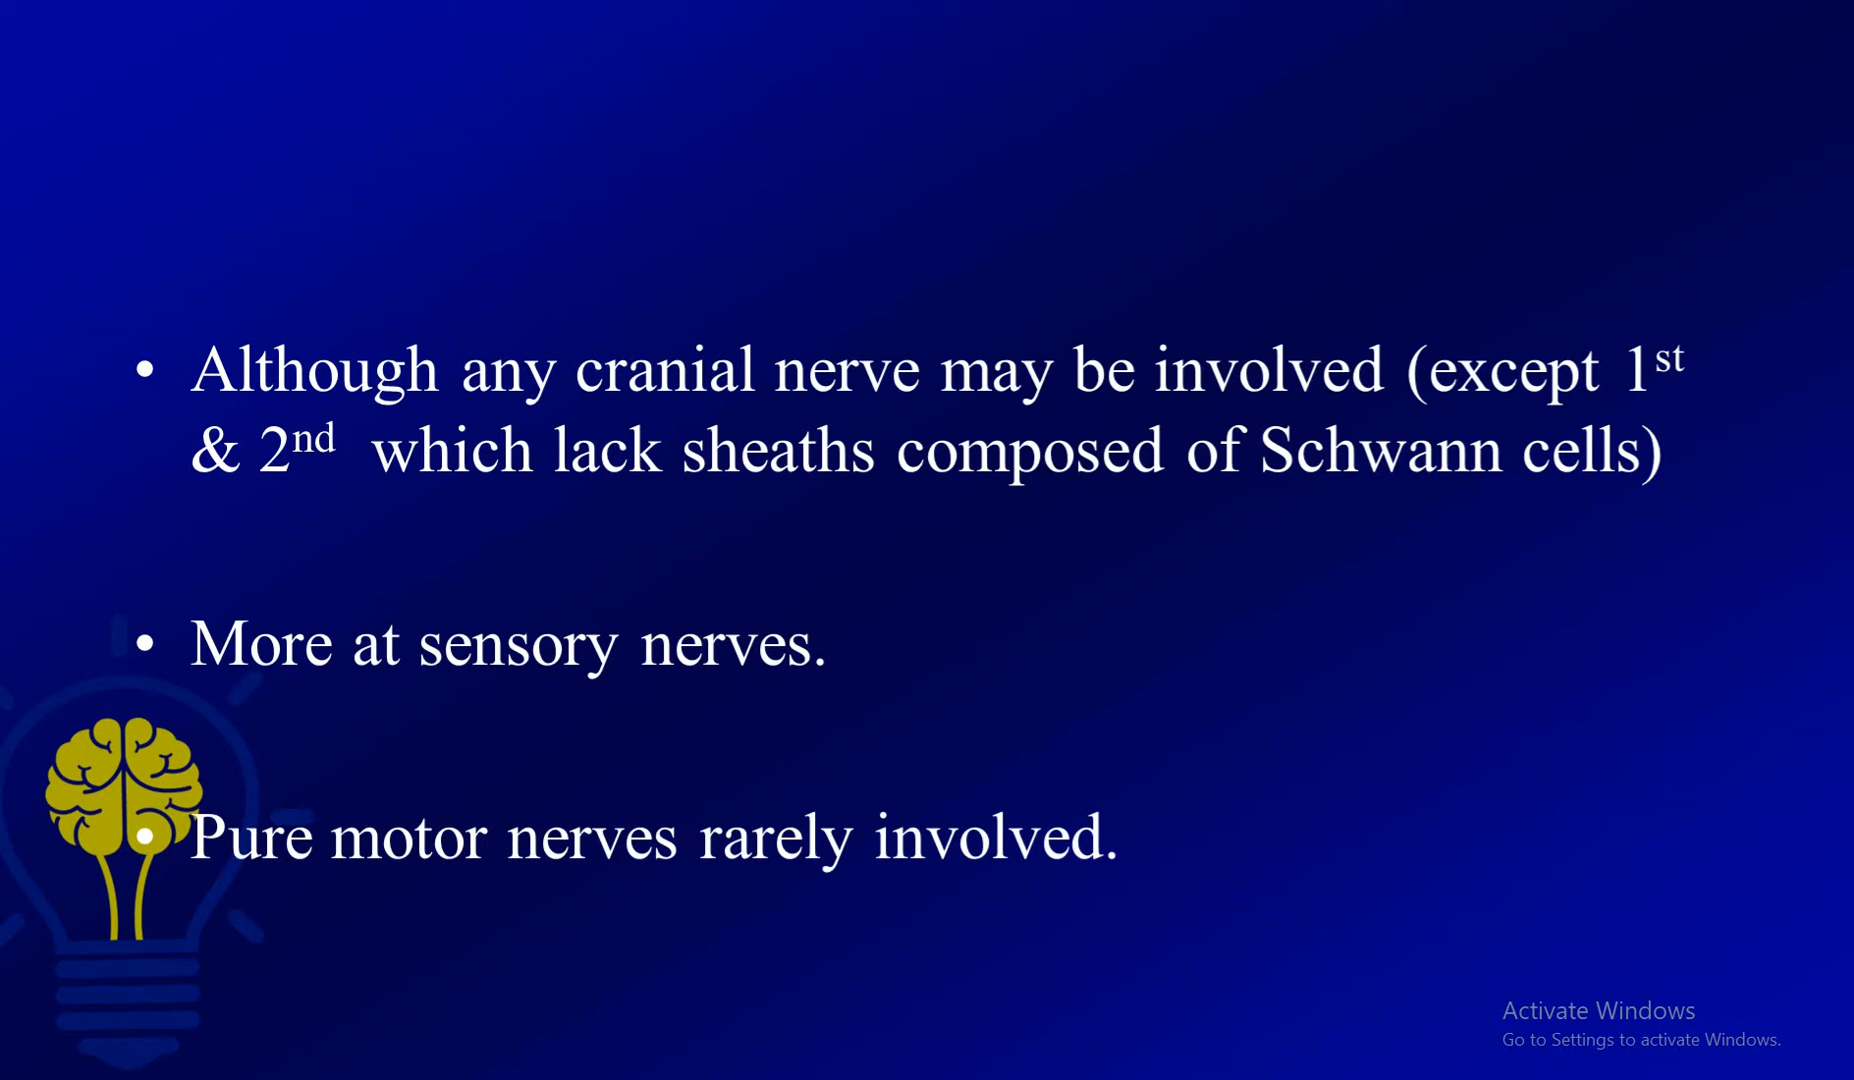 • Although any cranial nerve may be involved (except 1st
& 2nd which lack sheaths composed of Schwann cells)
• More at sensory nerves.
• Pure motor nerves rarely involved.
Activate Windows
Go to Settings to activate Windows.